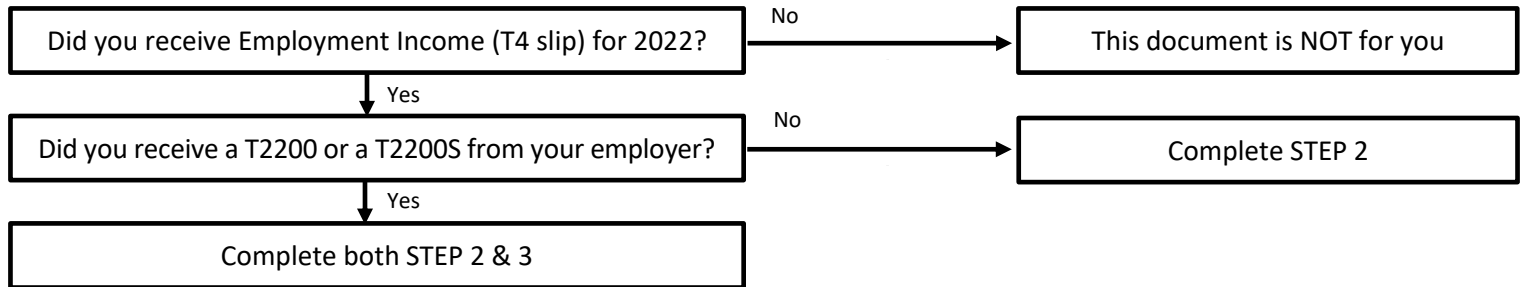 Did you receive Employment Income (T4 slip) for 2022?
No
This document is NOT for you
Yes
Did you receive a T2200 or a T2200S from your employer?
No
Complete STEP 2
Yes
Complete both STEP 2 & 3